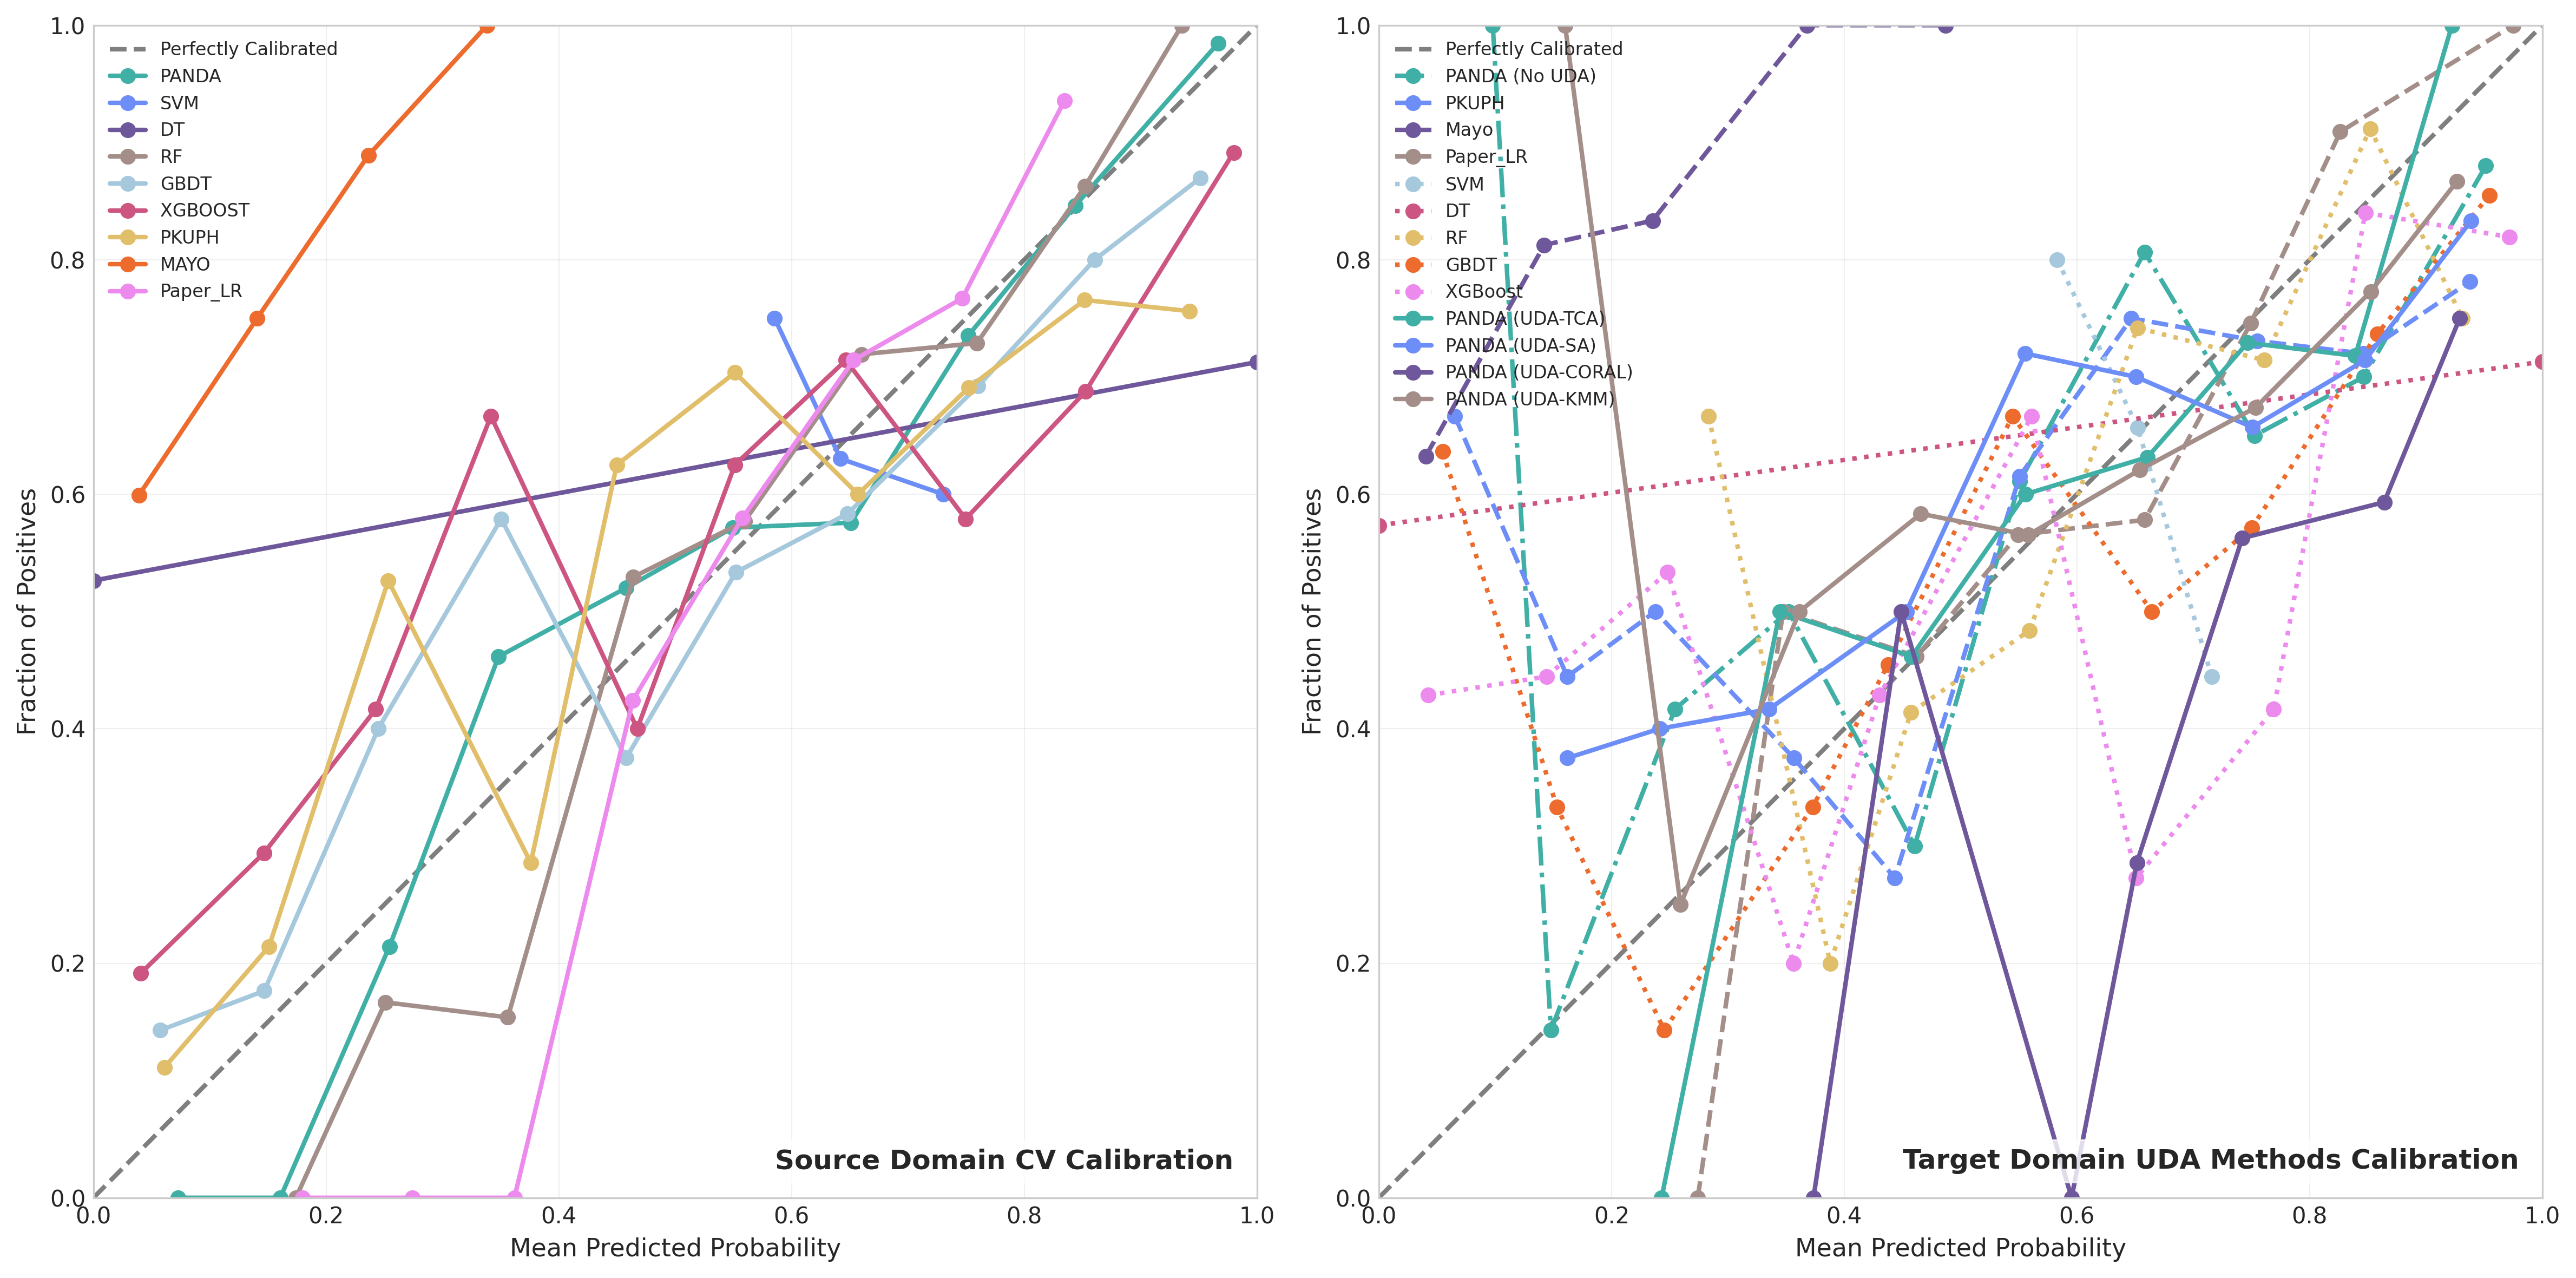 1.0
0.8
0.6
0.4
0.2
0.0
Fraction of Positives
Perfectly Calibrated
PANDA
SVM
DT
RF
GBDT
XGBOOST
PKUPH
MAYO
Paper_LR
Source Domain CV Calibration
0.0 0.2 0.4 0.6 0.8 1.0
Mean Predicted Probability
1.0
0.8
0.6
0.4
0.2
0.0
Fraction of Positives
Perfectly Calibrated
PANDA (No UDA)
PKUPH
Mayo
Paper_LR
SVM
DT
RF
GBDT
XGBoost
PANDA (UDA-TCA)
PANDA (UDA-SA)
PANDA (UDA-CORAL)
PANDA (UDA-KMM)
Target Domain UDA Methods Calibration
0.0 0.2 0.4 0.6 0.8 1.0
Mean Predicted Probability